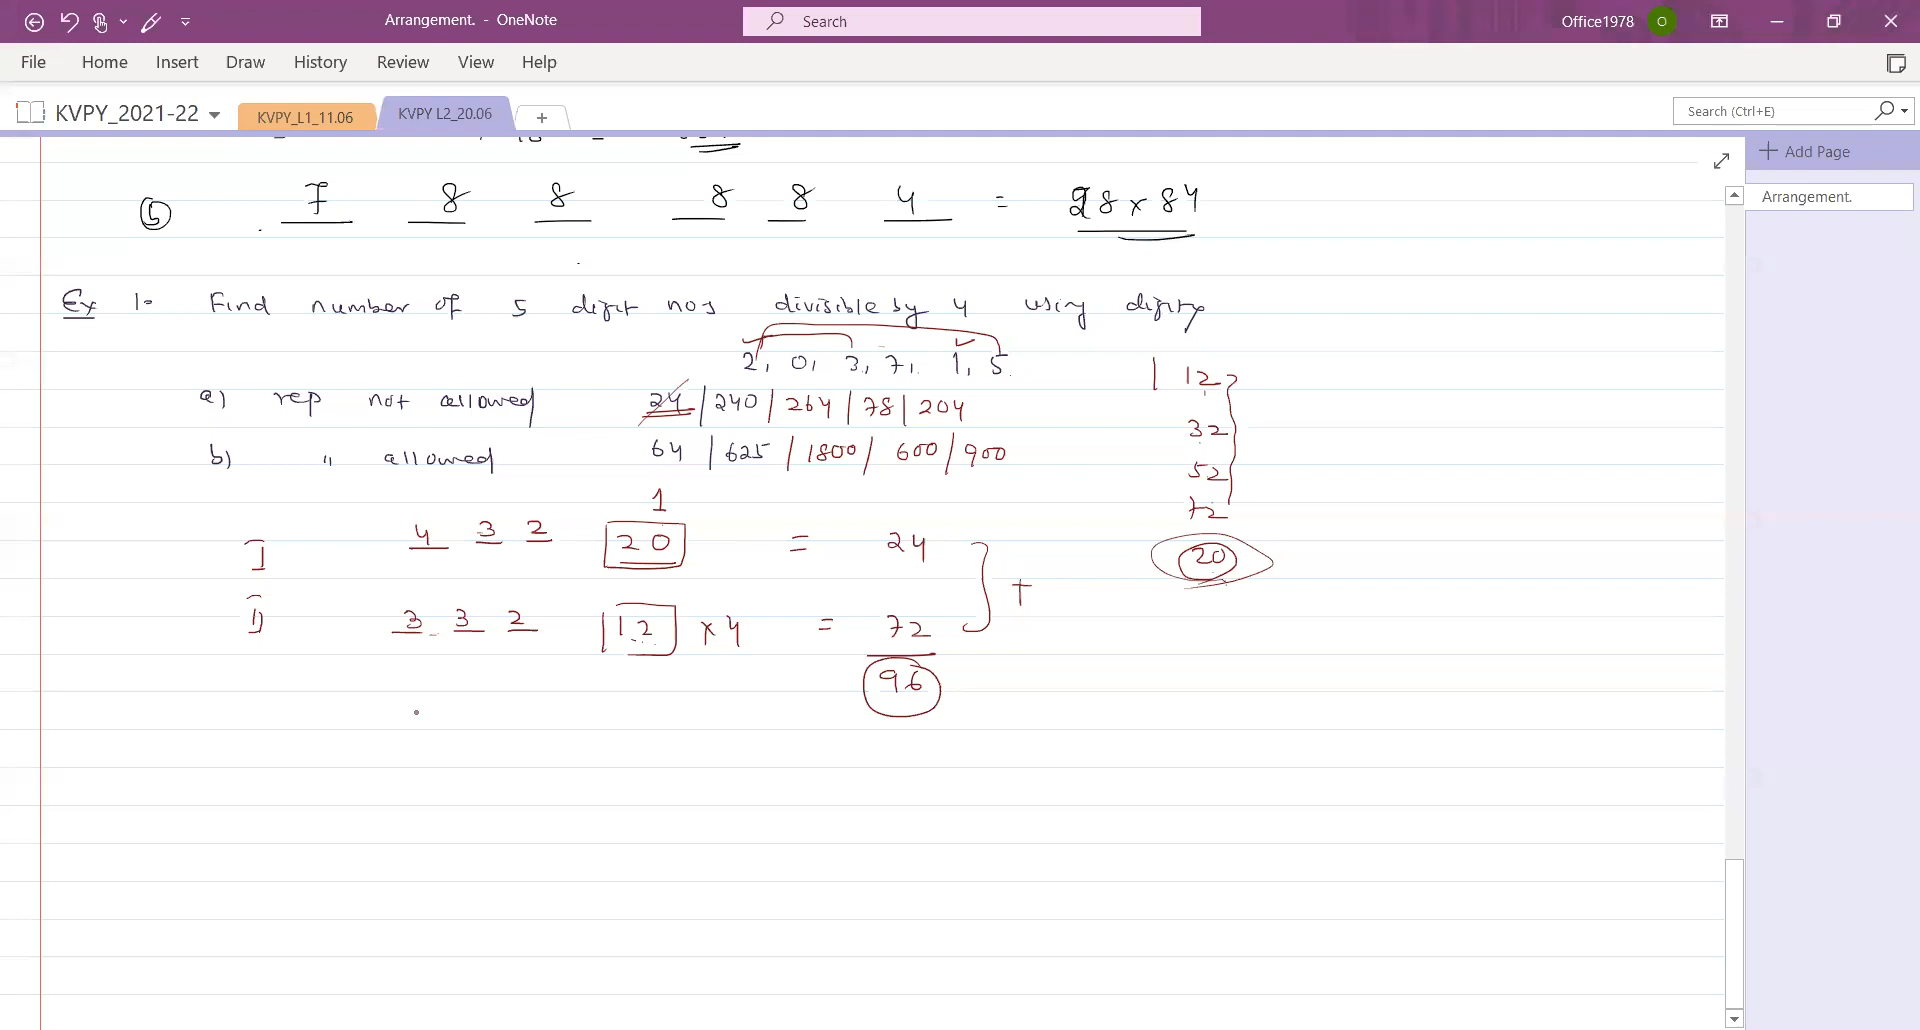 Arrangement. - OneNote
Search
Office1978
O
File Home Insert Draw History Review View Help
KVPY_2021-22
KVPY_L1_11.06
KVPY L2_20.06
Search (Ctrl+E)
Add Page
Arrangement.
6 7 8 8 8 8 4 = 28 x 84
Ex 1- Find number of 5 digit nos divisible by 4 using digits
2, 0, 3, 7, 1, 5.
a) rep not allowed 24 | 240 | 264 | 78 | 204
b) " allowed 64 | 625 | 1800 | 600 | 900
12
32
52
72
20
1
I 4 3 2 20 = 24
II 3 3 2 12 x 4 = 72
+
96